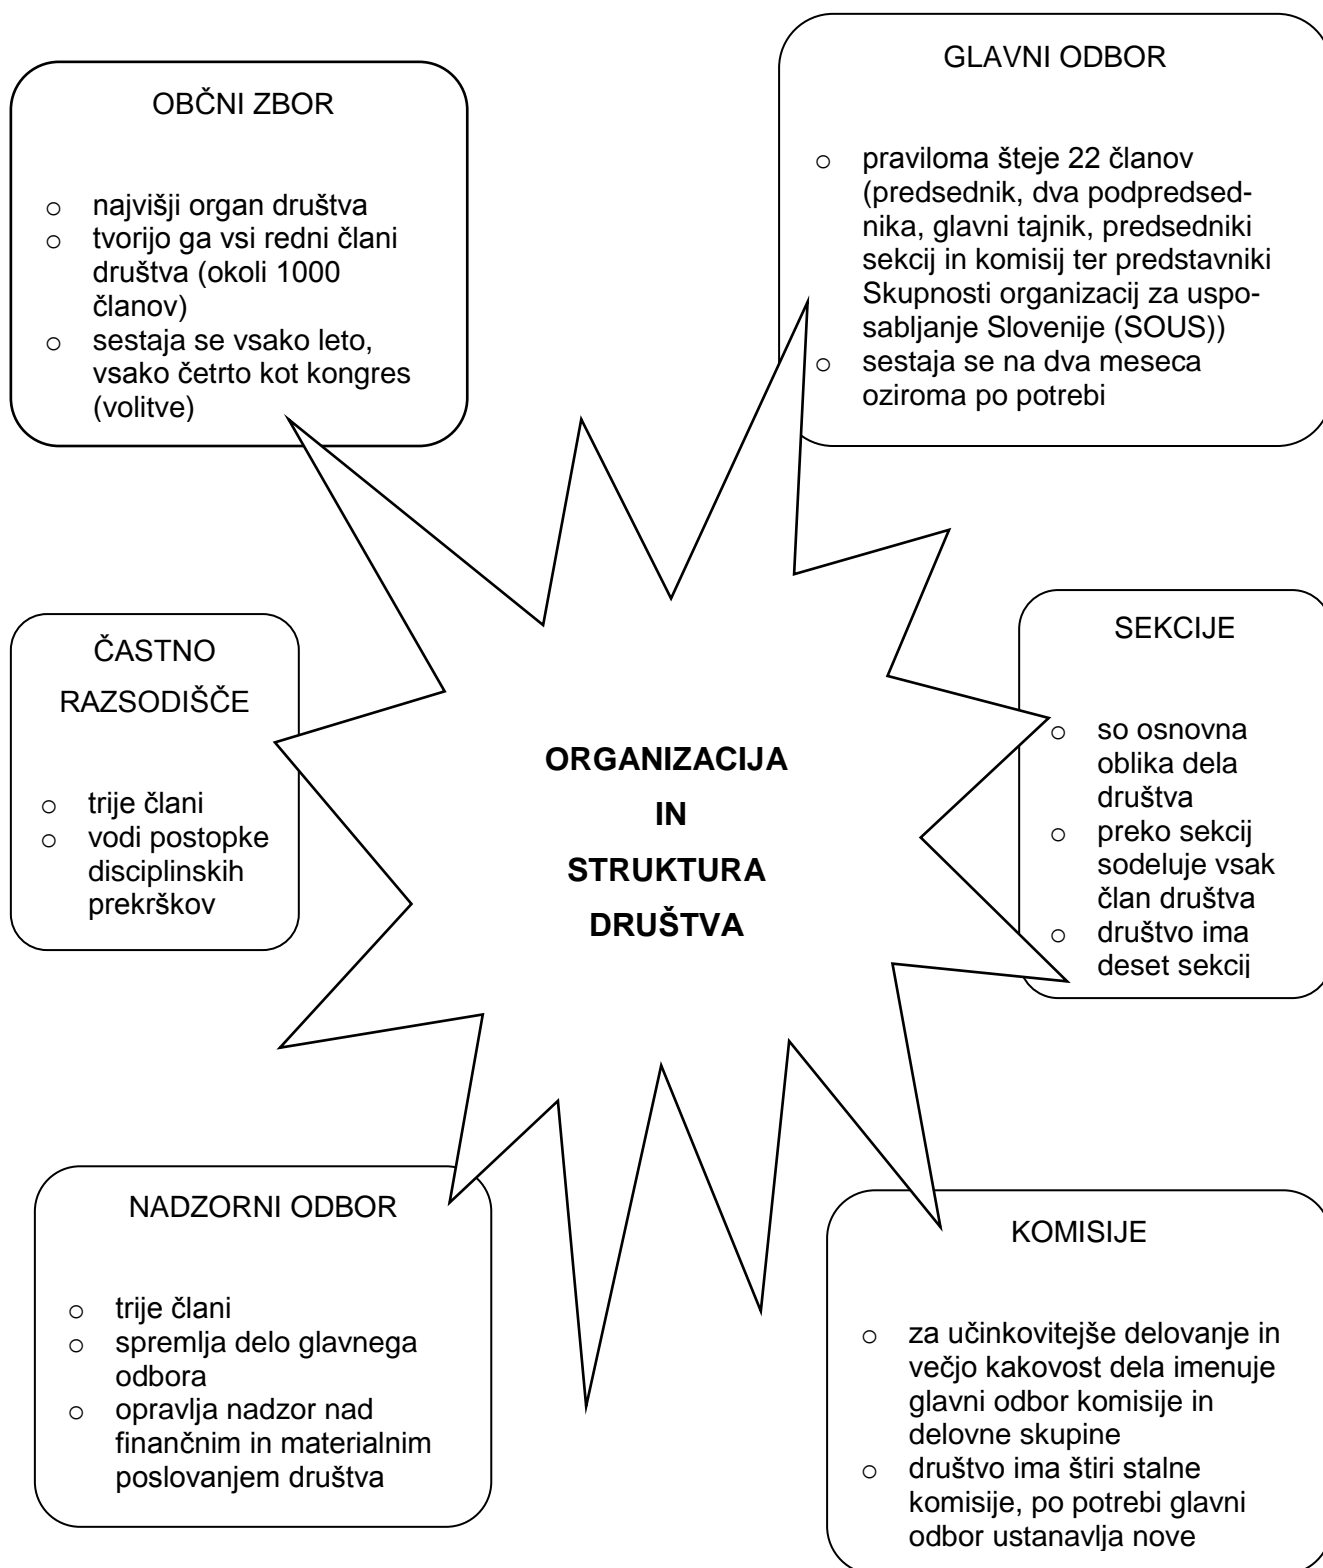 OBČNI ZBOR
○ najvišji organ društva
○ tvorijo ga vsi redni člani
društva (okoli 1000
članov)
○ sestaja se vsako leto,
vsako četrto kot kongres
(volitve)
GLAVNI ODBOR
○ praviloma šteje 22 članov
(predsednik, dva podpredsed-
nika, glavni tajnik, predsedniki
sekcij in komisij ter predstavniki
Skupnosti organizacij za uspo-
sabljanje Slovenije (SOUS))
○ sestaja se na dva meseca
oziroma po potrebi
ČASTNO
RAZSODIŠČE
○ trije člani
○ vodi postopke
disciplinskih
prekrškov
ORGANIZACIJA
IN
STRUKTURA
DRUŠTVA
SEKCIJE
○ so osnovna
oblika dela
društva
○ preko sekcij
sodeluje vsak
član društva
○ društvo ima
deset sekcij
NADZORNI ODBOR
○ trije člani
○ spremlja delo glavnega
odbora
○ opravlja nadzor nad
finančnim in materialnim
poslovanjem društva
KOMISIJE
○ za učinkovitejše delovanje in
večjo kakovost dela imenuje
glavni odbor komisije in
delovne skupine
○ društvo ima štiri stalne
komisije, po potrebi glavni
odbor ustanavlja nove